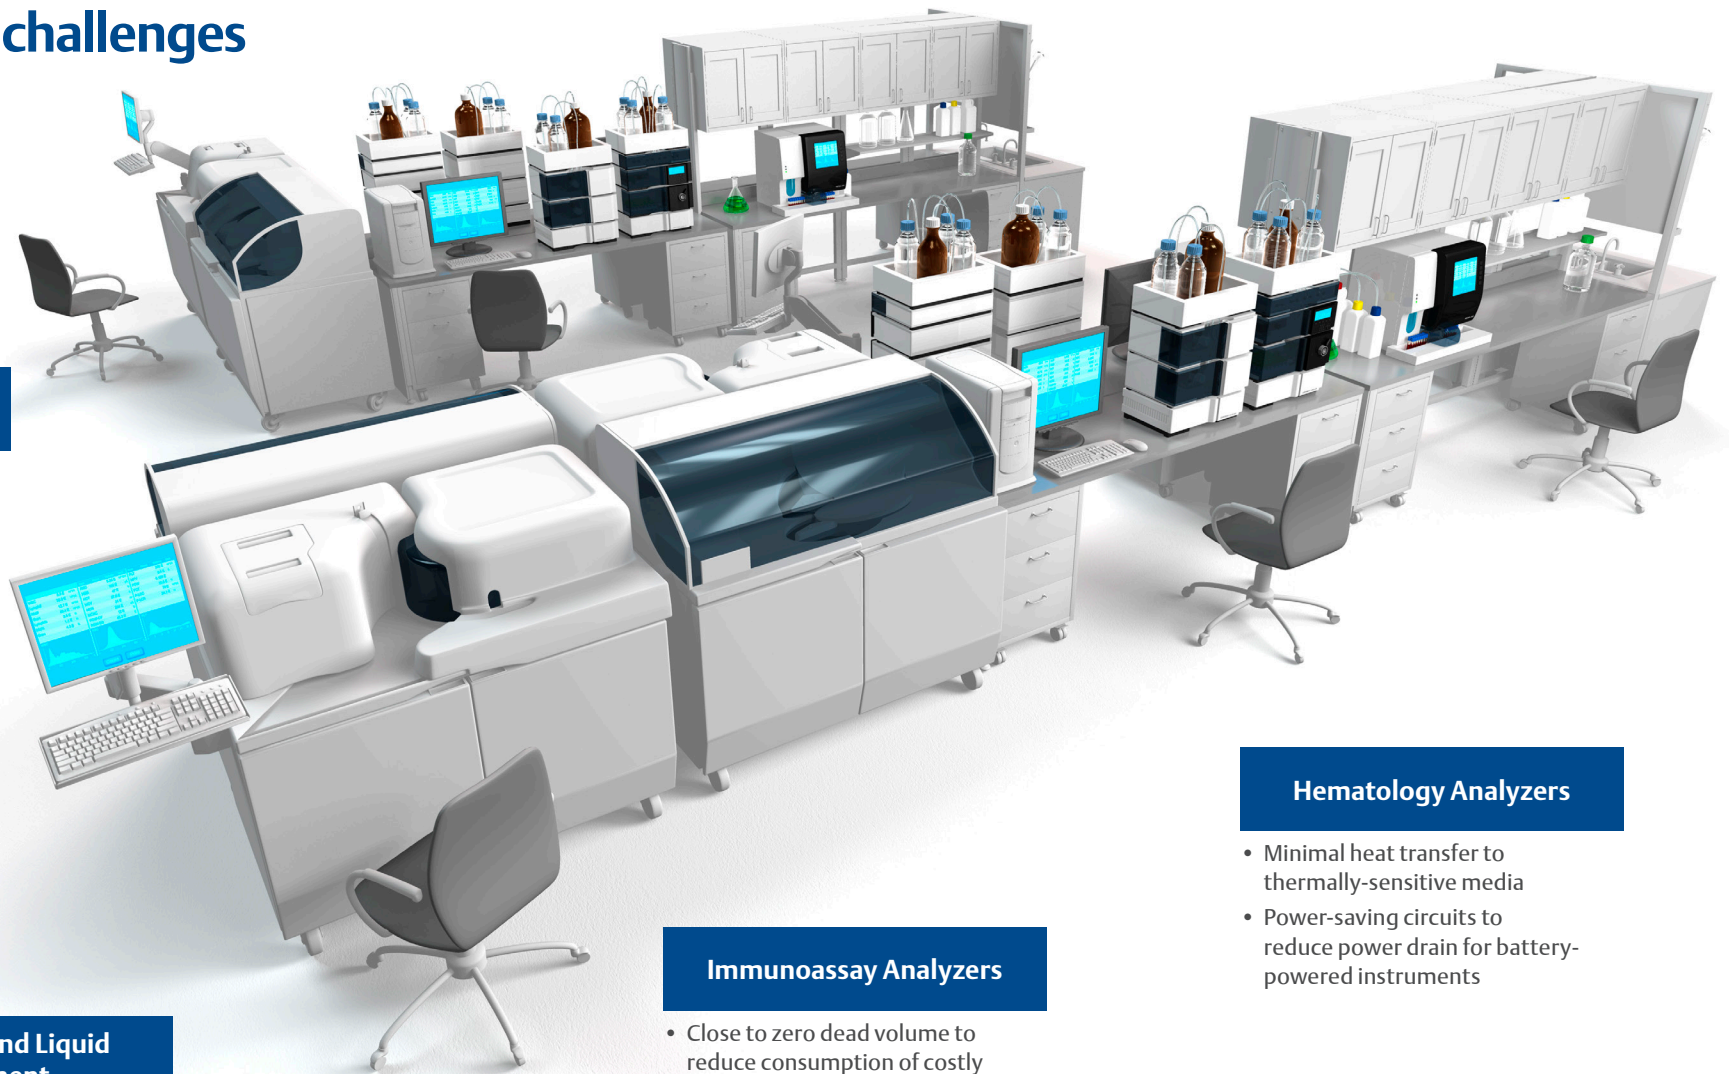 challenges
Hematology Analyzers
• Minimal heat transfer to
thermally-sensitive media
• Power-saving circuits to
reduce power drain for battery-
powered instruments
Immunoassay Analyzers
• Close to zero dead volume to
reduce consumption of costly
nd Liquid